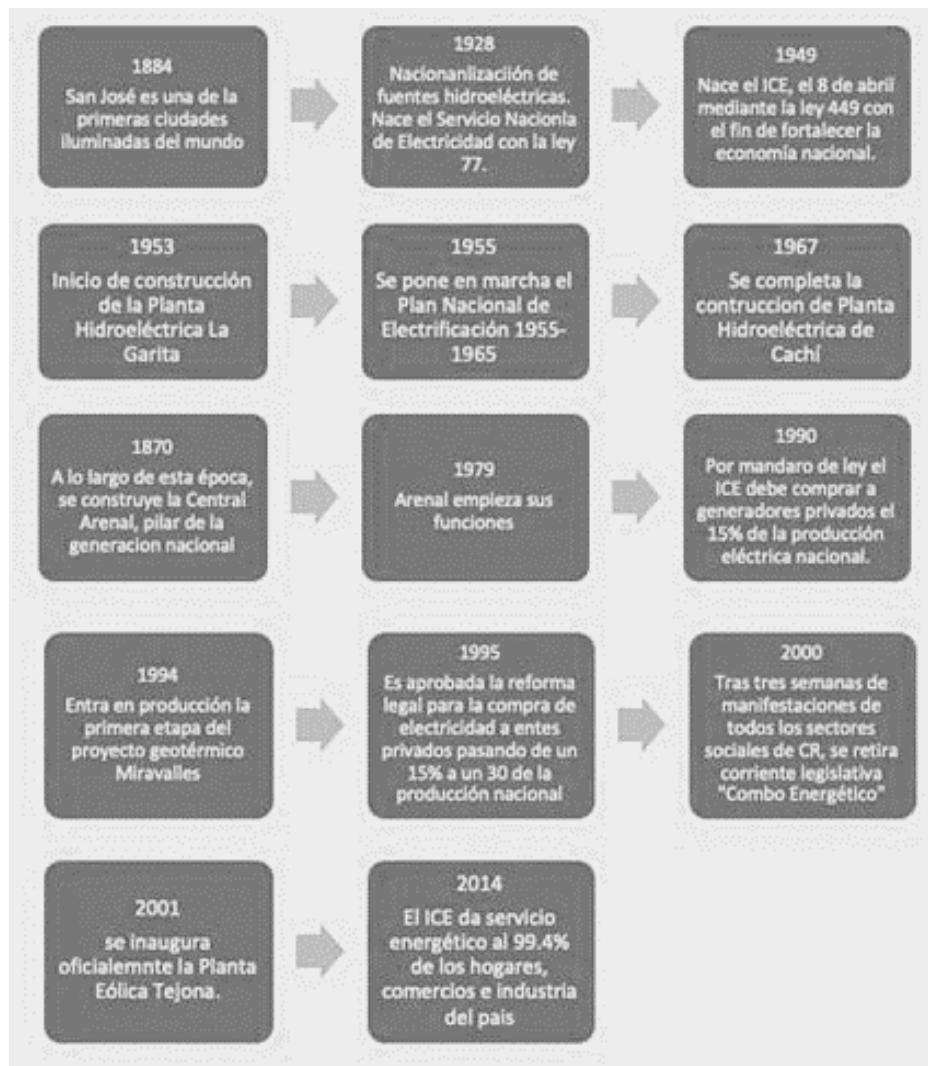 1884
San José es una de la
primeras ciudades
iluminadas del mundo
1928
Nacionanlizaciión de
fuentes hidroeléctricas.
Nace el Servicio Nacionla
de Electricidad con la ley
77.
1949
Nace el ICE, el 8 de abril
mediante la ley 449 con
el fin de fortalecer la
economía nacional.
1953
Inicio de construcción
de la Planta
Hidroeléctrica La
Garita
1955
Se pone en marcha el
Plan Nacional de
Electrificación 1955-
1965
1967
Se completa la
contruccion de Planta
Hidroeléctrica de
Cachí
1870
A lo largo de esta época,
se construye la Central
Arenal, pilar de la
generacion nacional
1979
Arenal empieza sus
funciones
1990
Por mandaro de ley el
ICE debe comprar a
generadores privados el
15% de la producción
eléctrica nacional.
1994
Entra en producción la
primera etapa del
proyecto geotérmico
Miravalles
1995
Es aprobada la reforma
legal para la compra de
electricidad a entes
privados pasando de un
15% a un 30 de la
producción nacional
2000
Tras tres semanas de
manifestaciones de
todos los sectores
sociales de CR, se retira
corriente legislativa
"Combo Energético"
2001
se inaugura
oficialemnte la Planta
Eólica Tejona.
2014
El ICE da servicio
energético al 99.4%
de los hogares,
comercios e industria
del pais